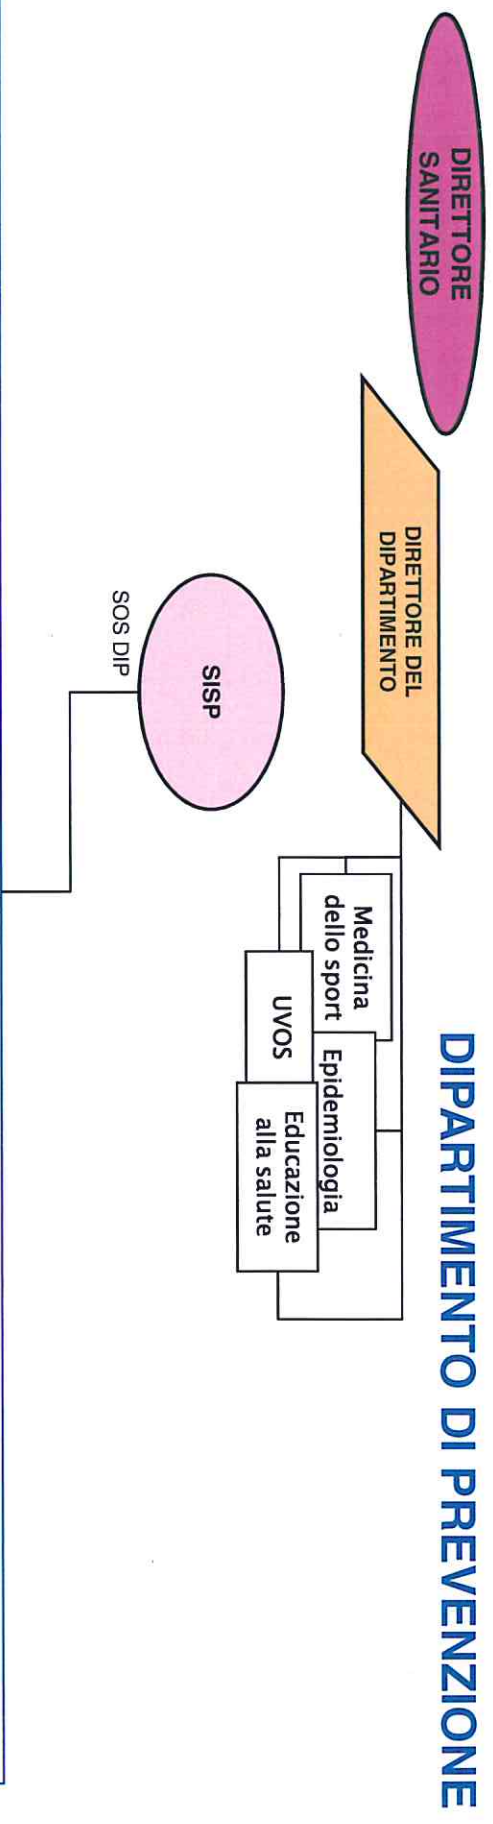 DIPARTIMENTO DI PREVENZIONE
DIRETTORE
SANITARIO
DIRETTORE DEL
DIPARTIMENTO
Medicina
dello sport
Epidemiologia
UVOS
Educazione
alla salute
SISP
SOS DIP